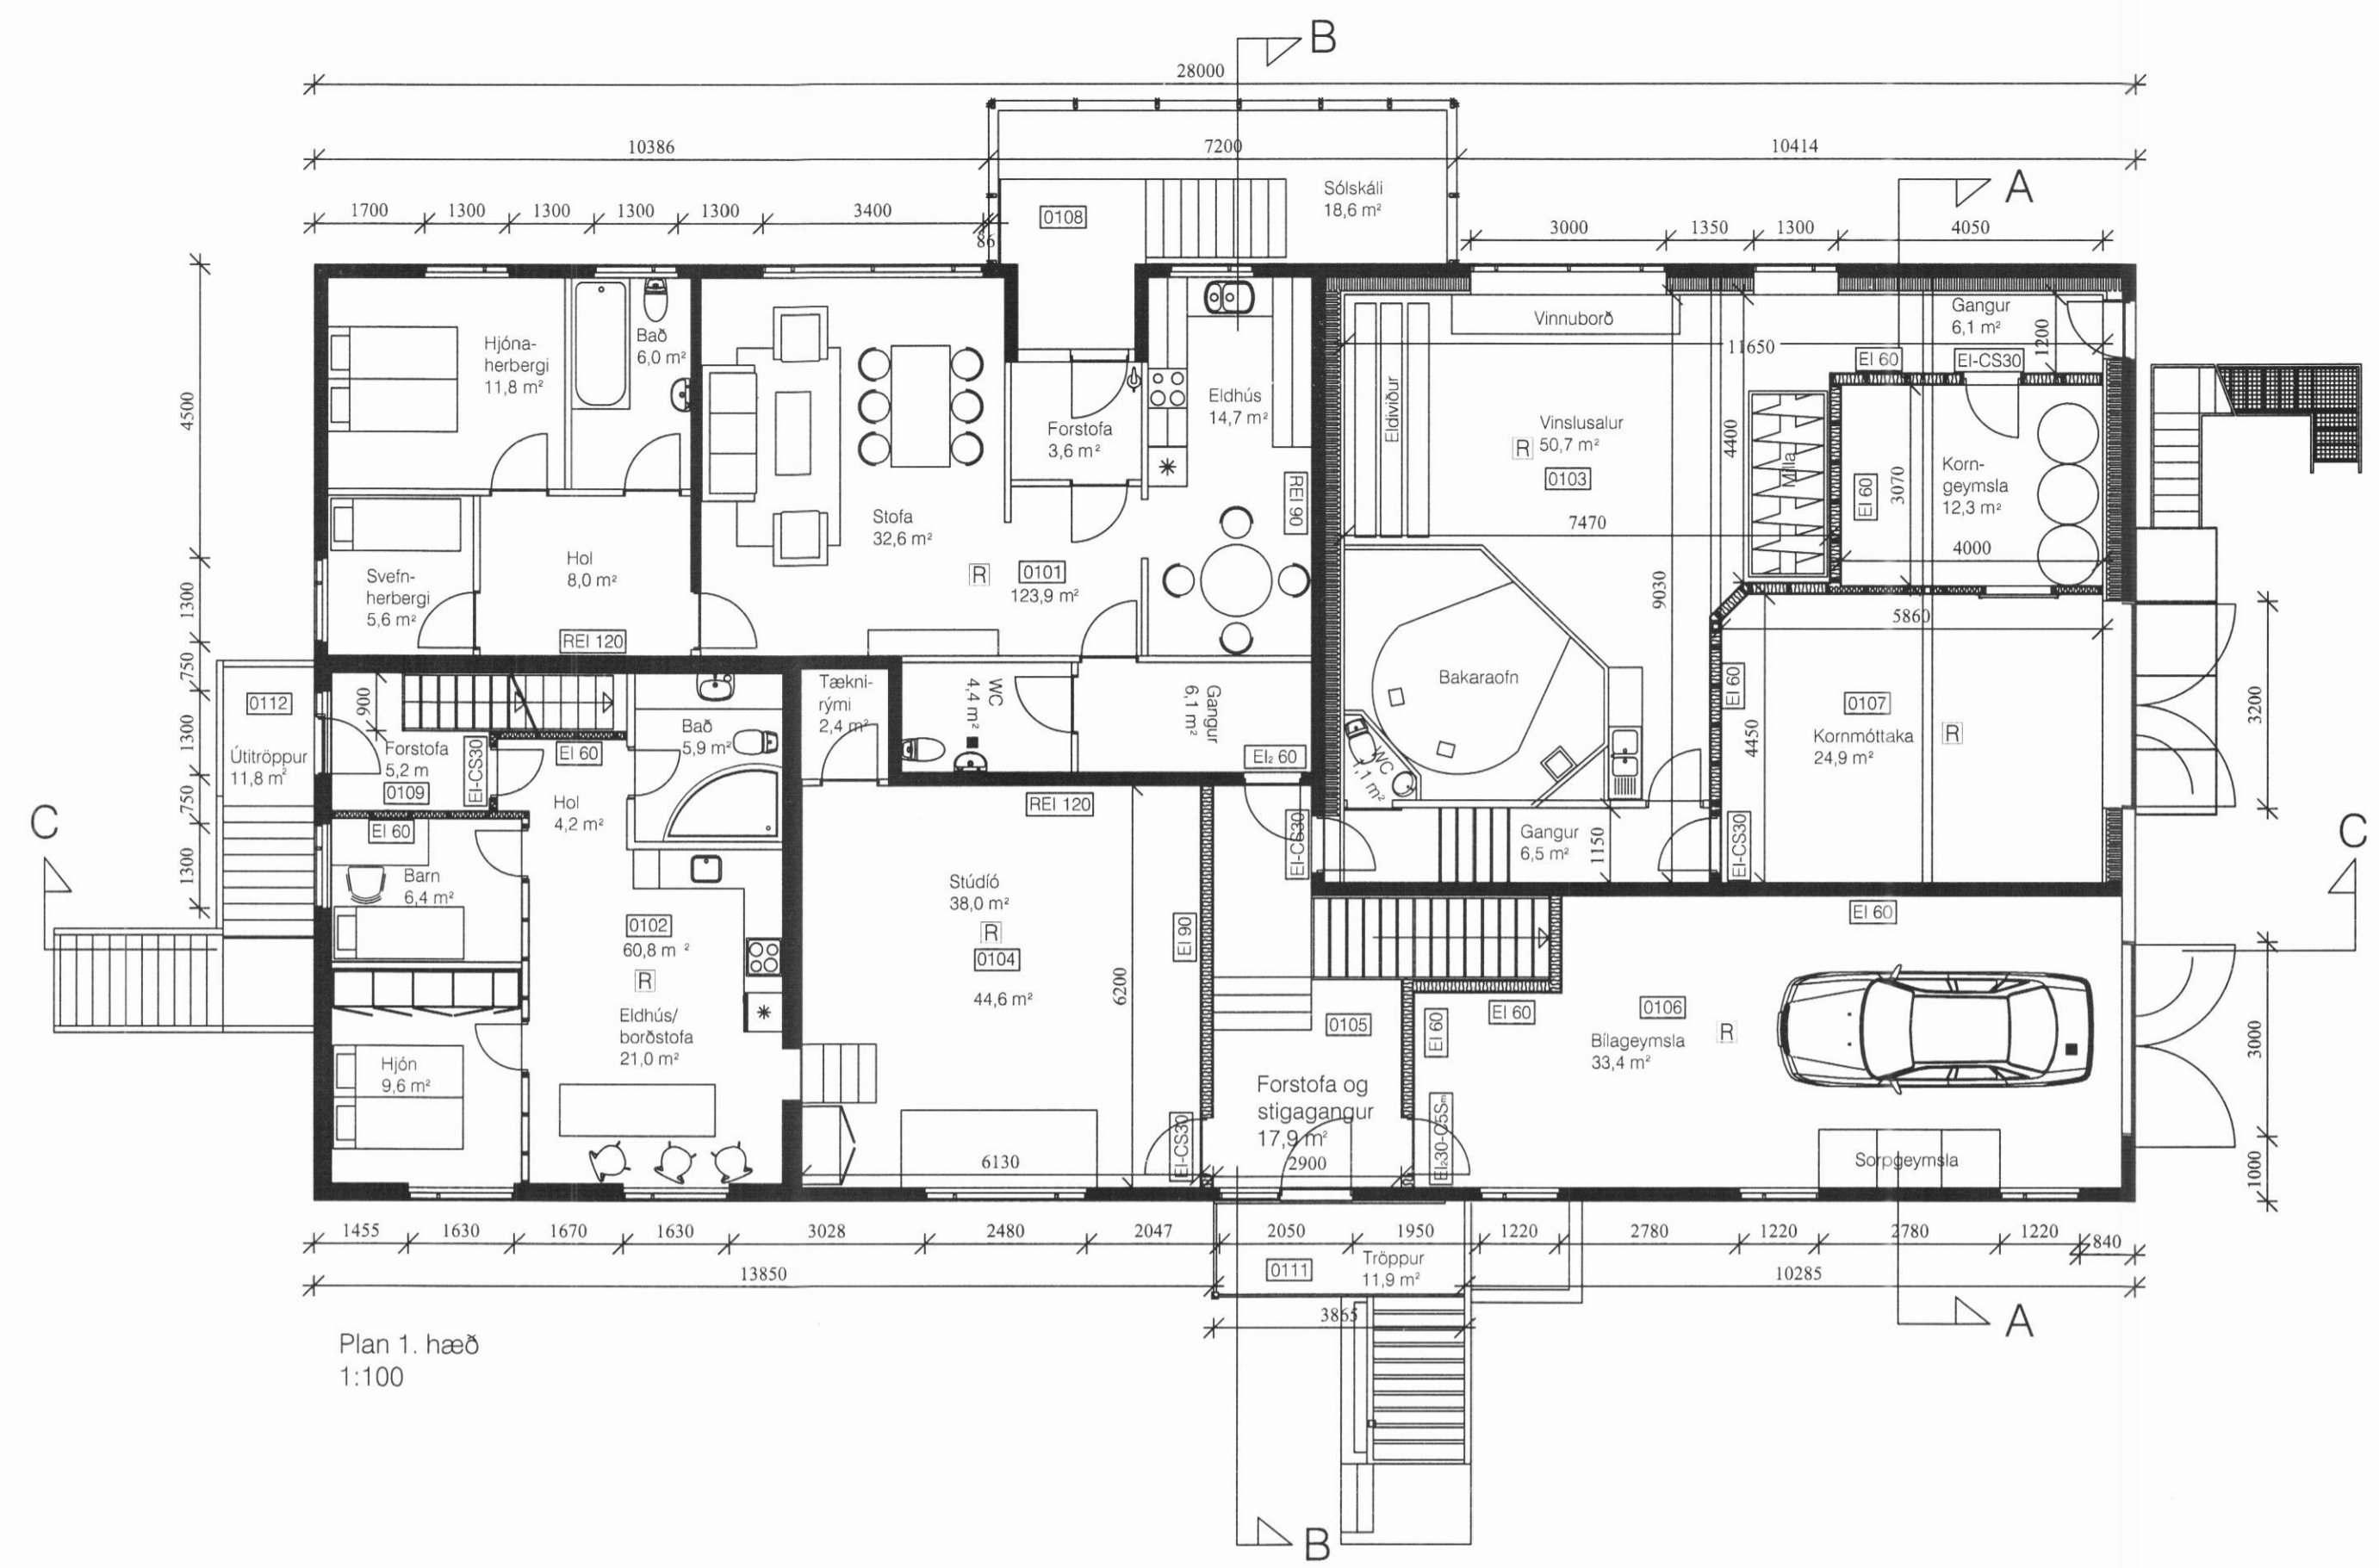 B
28000
10386
7200
10414
Sólskáli
18,6 m²
A
1700
1300
1300
1300
1300
3400
86
0108
3000
1350
1300
4050
Hjóna-
herbergi
11,8 m²
Bað
6,0 m²
Vinnuborð
Gangur
6,1 m²
1200
11650
EI 60
EI-CS30
4500
Eldiviður
Eldhús
14,7 m²
Forstofa
3,6 m²
Vinslusalur
R
50,7 m²
0103
4400
Milla
EI 60
3070
Korn-
geymsla
12,3 m²
REI 90
7470
4000
Stofa
32,6 m²
Hol
8,0 m²
Svefn-
herbergi
5,6 m²
R
0101
123,9 m²
1300
9030
5860
REI 120
750
0112
900
Tækni-
rými
2,4 m²
WC
4,4 m²
Gangur
6,1 m²
Bakaraofn
EI 60
0107
Kornmóttaka
24,9 m²
R
4450
3200
1300
Útitröppur
11,8 m²
Forstofa
5,2 m
0109
EI-CS30
EI 60
Bað
5,9 m²
EI₂ 60
WC
1,1 m²
750
Hol
4,2 m²
REI 120
C
EI 60
EI-CS30
Gangur
6,5 m²
1150
EI-CS30
C
1300
Barn
6,4 m²
Stúdíó
38,0 m²
R
0104
44,6 m²
EI 90
EI 60
0102
60,8 m ²
R
6200
Eldhús/
borðstofa
21,0 m²
0105
EI 60
EI 60
0106
Bílageymsla
33,4 m²
R
3000
Hjón
9,6 m²
Forstofa og
stigagangur
17,9 m²
EI-CS30
EI₂30-C5Sₘ
6130
2900
Sorpgeymsla
1000
1455
1630
1670
1630
3028
2480
2047
2050
1950
1220
2780
1220
2780
1220
840
13850
0111
Tröppur
11,9 m²
10285
3865
A
Plan 1. hæð
1:100
B